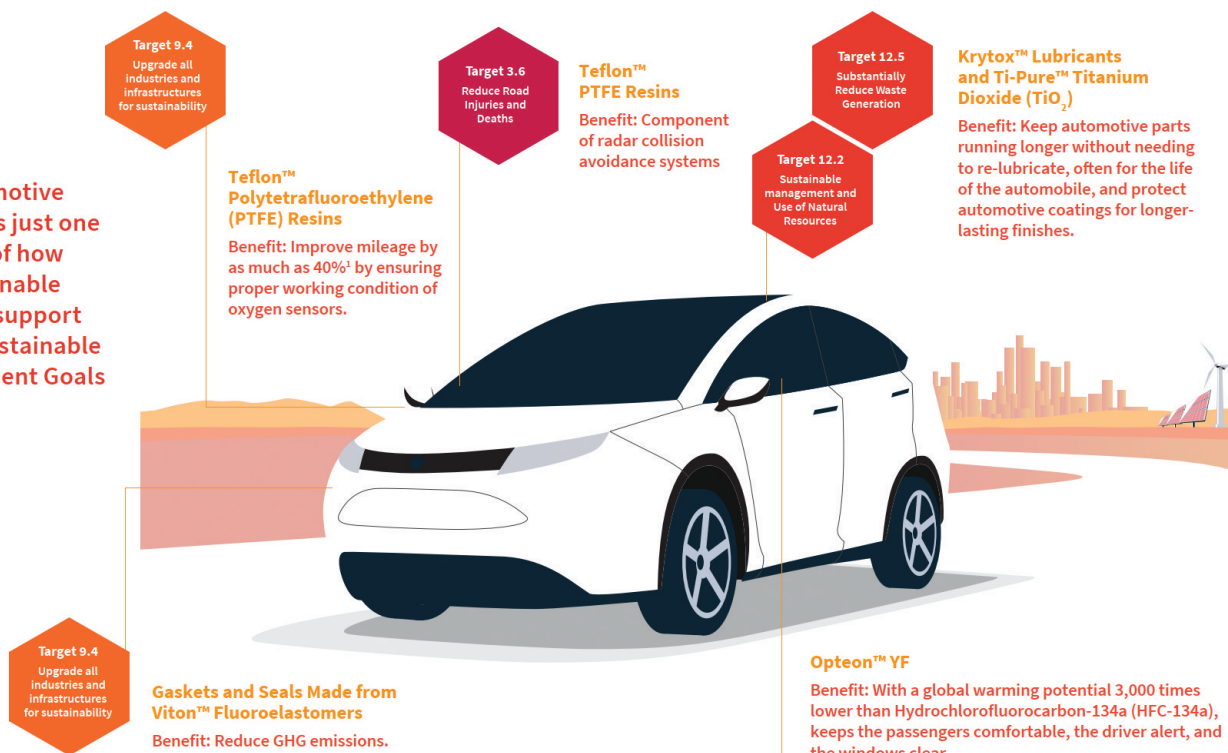 Target 9.4
Upgrade all
industries and
infrastructures
for sustainability
Teflon™
Polytetrafluoroethylene
(PTFE) Resins
Benefit: Improve mileage by
as much as 40%¹ by ensuring
proper working condition of
oxygen sensors.
Target 3.6
Reduce Road
Injuries and
Deaths
Teflon™
PTFE Resins
Benefit: Component
of radar collision
avoidance systems
Target 12.5
Substantially
Reduce Waste
Generation
Target 12.2
Sustainable
management and
Use of Natural
Resources
Krytox™ Lubricants
and Ti-Pure™ Titanium
Dioxide (TiO₂)
Benefit: Keep automotive parts
running longer without needing
to re-lubricate, often for the life
of the automobile, and protect
automotive coatings for longer-
lasting finishes.
motive
s just one
of how
nable
support
stainable
ent Goals
Target 9.4
Upgrade all
industries and
infrastructures
for sustainability
Gaskets and Seals Made from
Viton™ Fluoroelastomers
Benefit: Reduce GHG emissions.
Opteon™ YF
Benefit: With a global warming potential 3,000 times
lower than Hydrochlorofluorocarbon-134a (HFC-134a),
keeps the passengers comfortable, the driver alert, and
the windows clear